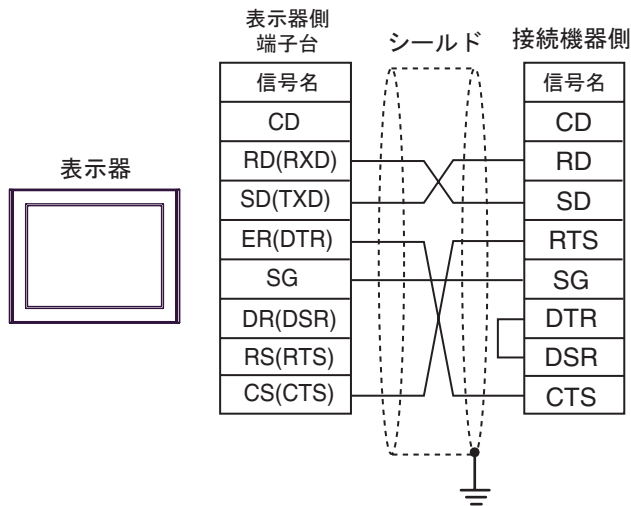 表示器側
端子台
シールド
接続機器側
信号名
信号名
CD
CD
RD(RXD)
RD
表示器
SD(TXD)
SD
ER(DTR)
RTS
SG
SG
DR(DSR)
DTR
RS(RTS)
DSR
CS(CTS)
CTS